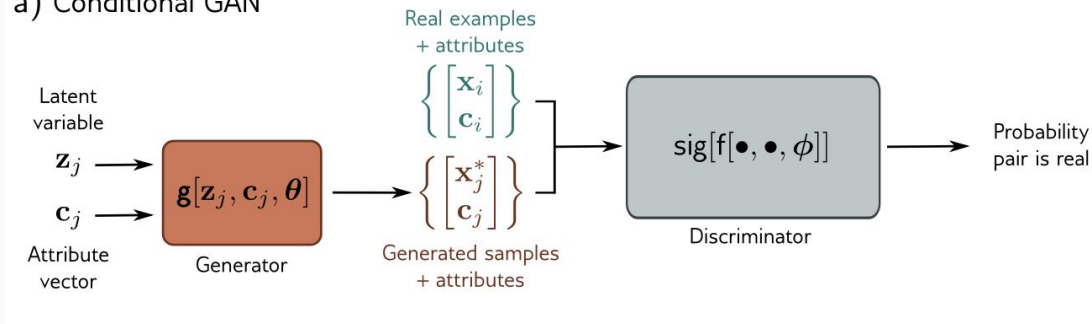 a) Conditional GAN
Real examples
+ attributes
{[x_i
c_i]}
Latent
variable
z_j
c_j
Attribute
vector
g[z_j, c_j, θ]
Generator
{[x*_j
c_j]}
Generated samples
+ attributes
sig[f[•, •, ϕ]]
Discriminator
Probability
pair is real